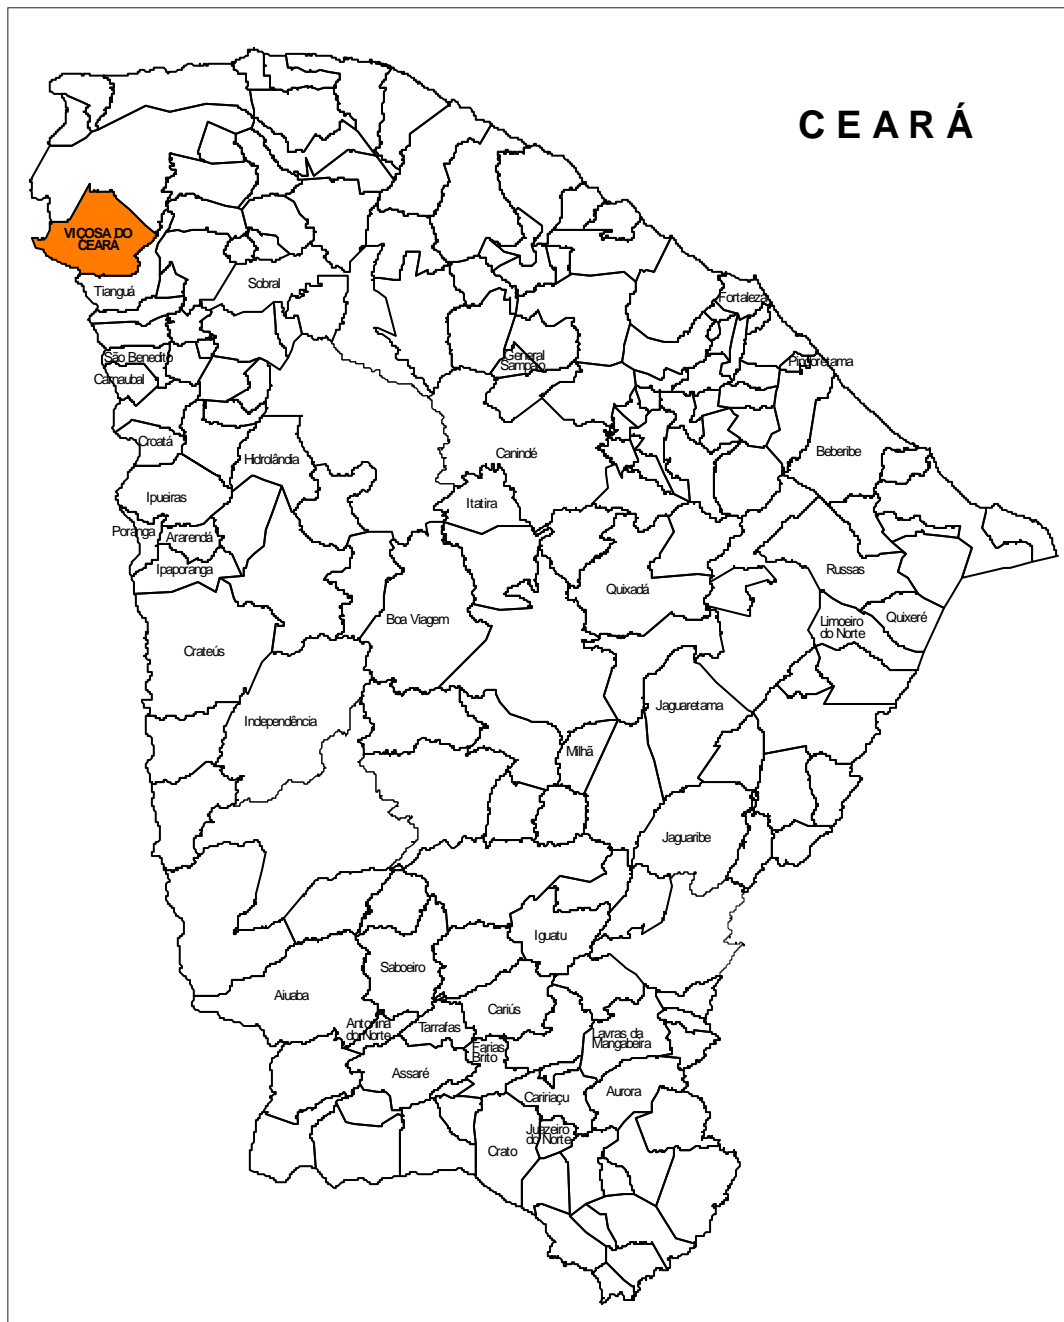 CEARÁ
VIÇOSA DO
CEARÁ
Tianguá
Sobral
Fortaleza
São Benedito
General
Sampaio
Pindoretama
Carnaubal
Croatá
Hidrolândia
Canindé
Beberibe
Ipueiras
Itatira
Poranga
Ararendá
Ipaporanga
Russas
Quixadá
Boa Viagem
Limoeiro
do Norte
Quixeré
Crateús
Independência
Jaguaretama
Milhã
Jaguaribe
Iguatu
Saboeiro
Aiuaba
Cariús
Antonina
do Norte
Tarrafas
Lavras da
Mangabeira
Farias
Brito
Assaré
Caririaçu
Aurora
Juazeiro
do Norte
Crato